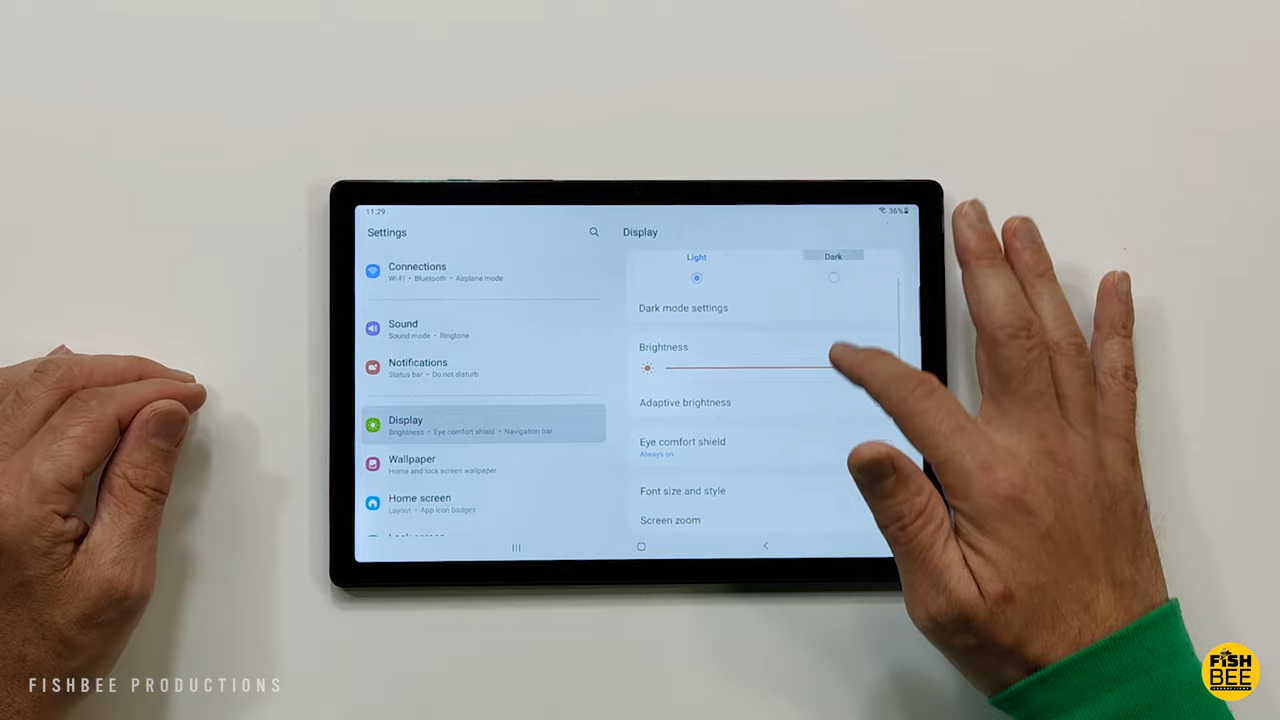 11:29
36%
Settings
Display
Connections
Wi-Fi • Bluetooth • Airplane mode
Sound
Sound mode • Ringtone
Notifications
Status bar • Do not disturb
Display
Brightness • Eye comfort shield • Navigation bar
Wallpaper
Home and lock screen wallpaper
Home screen
Layout • App icon badges
Lock screen
Light
Dark
Dark mode settings
Brightness
Adaptive brightness
Eye comfort shield
Always on
Font size and style
Screen zoom
FISHBEE PRODUCTIONS
FISH
BEE
PRODUCTIONS